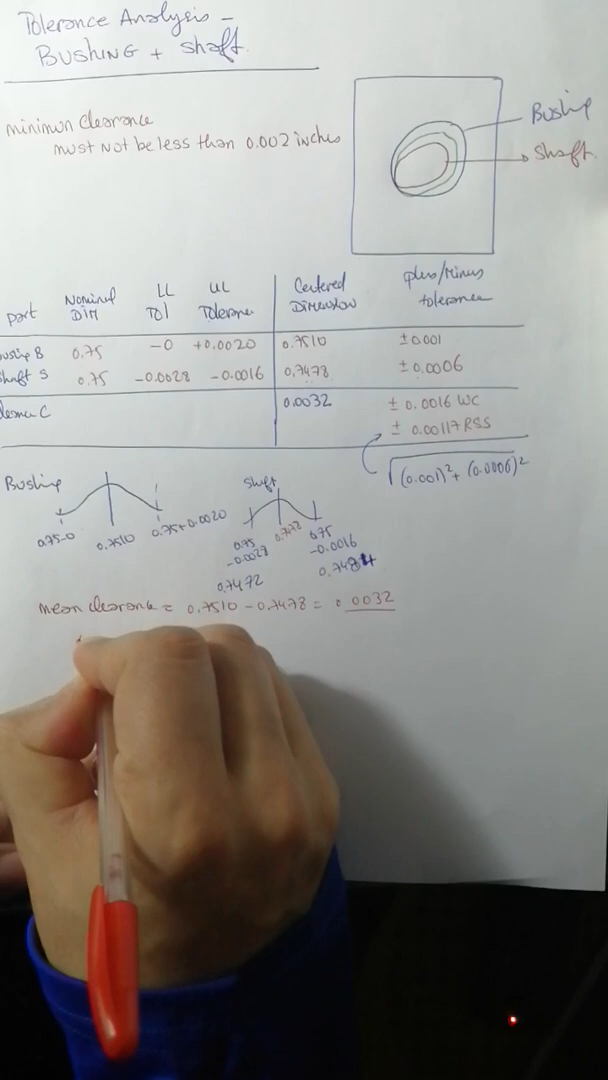 Tolerance Analysis -
BUSHING + shaft.
minimum clearance
must not be less than 0.002 inches
Bushing
shaft.
part
Nominal DIM
LL Tol
UL Tolerance
Centered DIMENSION
plus/Minus tolerance
0.75 -0 +0.0020 0.7510 ±0.001
0.75 -0.0028 -0.0016 0,7478 ±0.0006
0.0032 ± 0.0016 WC
± 0.00117 RSS
√(0.001)²+(0.0006)²
Bushing
shaft
0.75-0
0.7510
0.75+0.0020
0.75
-0.0028
0,7472
0.75
-0.0016
mean clearance = 0.7510 - 0.7478 = 0.0032